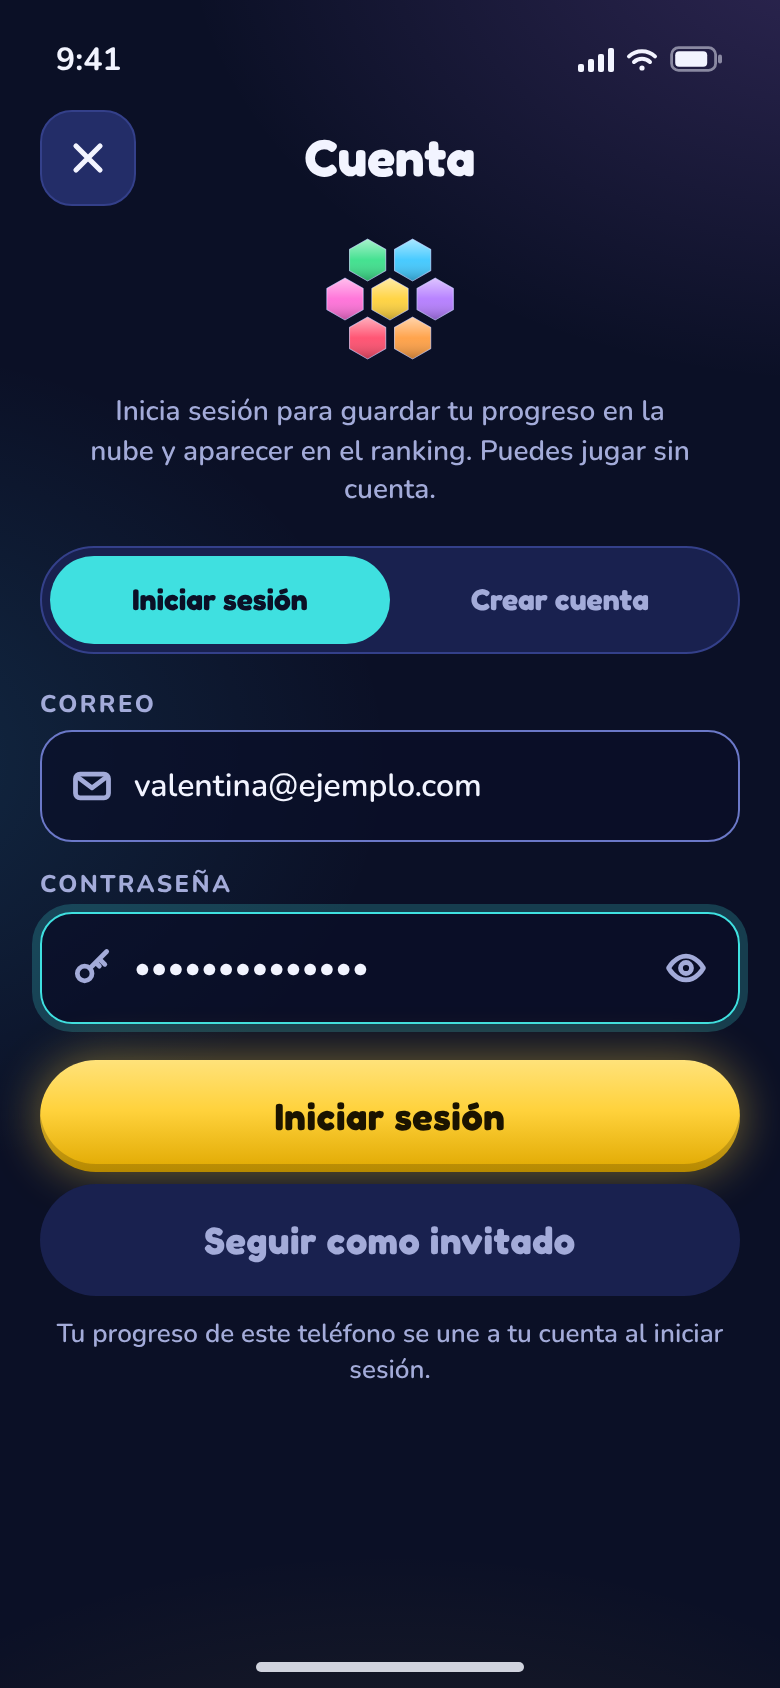 9:41
Cuenta
Inicia sesión para guardar tu progreso en la
nube y aparecer en el ranking. Puedes jugar sin
cuenta.
Iniciar sesión
Crear cuenta
CORREO
valentina@ejemplo.com
CONTRASEÑA
••••••••••••••
Iniciar sesión
Seguir como invitado
Tu progreso de este teléfono se une a tu cuenta al iniciar
sesión.